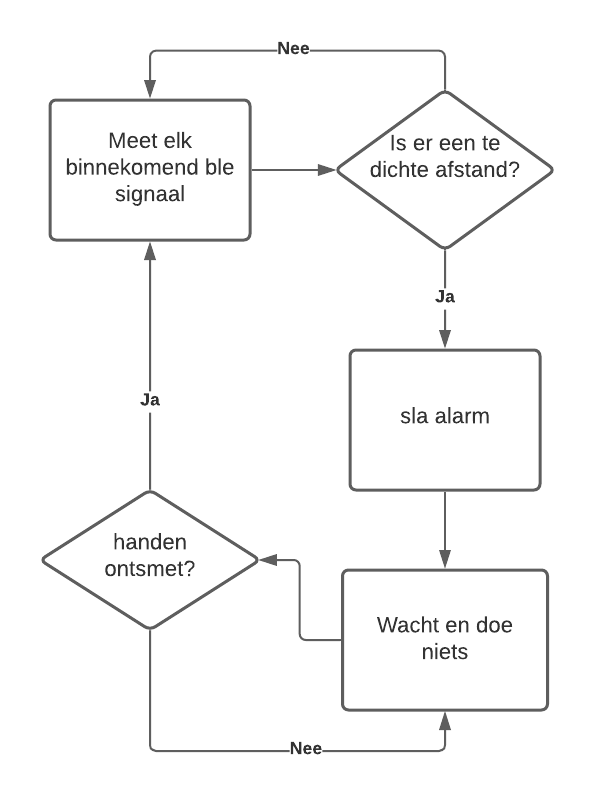 Nee
Meet elk
binnekomend ble
signaal
Is er een te
dichte afstand?
Ja
sla alarm
Ja
handen
ontsmet?
Wacht en doe
niets
Nee